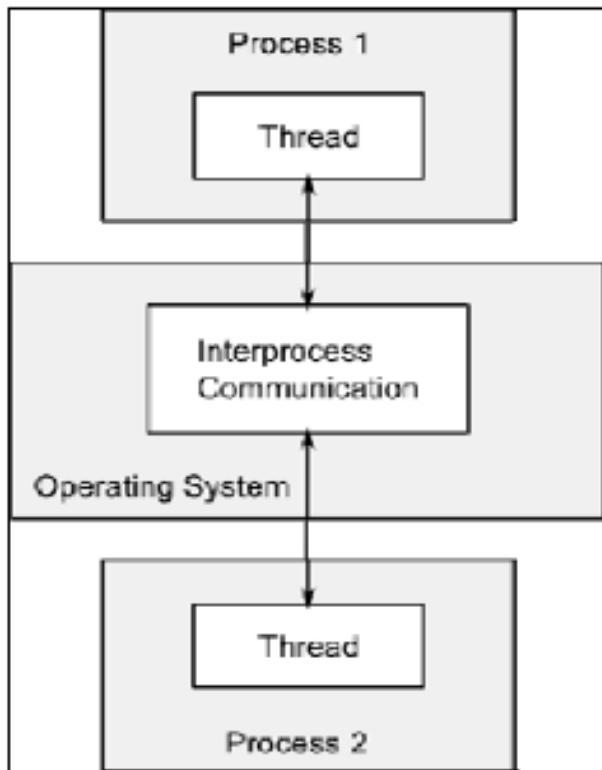 Process 1
Thread
Interprocess
Communication
Operating System
Thread
Process 2